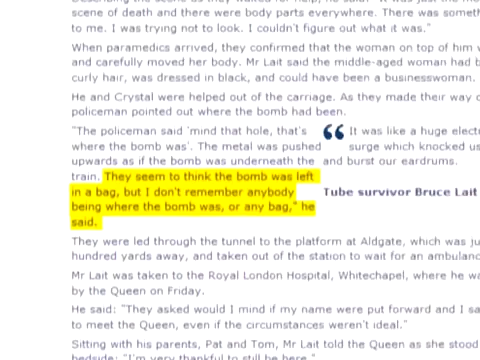 scene of death and there were body parts everywhere. There was
to me. I was trying not to look. I couldn't figure out what it was."
When paramedics arrived, they confirmed that the woman on top of him
and carefully moved her body. Mr Lait said the middle-aged woman had
curly hair, was dressed in black, and could have been a businesswoman.
He and Crystal were helped out of the carriage. As they made their way
policeman pointed out where the bomb had been.
"The policeman said 'mind that hole, that's
where the bomb was'. The metal was pushed
upwards as if the bomb was underneath the
train. They seem to think the bomb was left
in a bag, but I don't remember anybody
being where the bomb was, or any bag," he
said.
“ It was like a huge elect
surge which knocked us
and burst our eardrums.
Tube survivor Bruce Lait
They were led through the tunnel to the platform at Aldgate, which was ju
hundred yards away, and taken out of the station to wait for an ambulanc
Mr Lait was taken to the Royal London Hospital, Whitechapel, where he wa
by the Queen on Friday.
He said: "They asked would I mind if my name were put forward and I sa
to meet the Queen, even if the circumstances weren't ideal."
Sitting with his parents, Pat and Tom, Mr Lait told the Queen as she stood
bedside: "I'm very thankful to still be here."